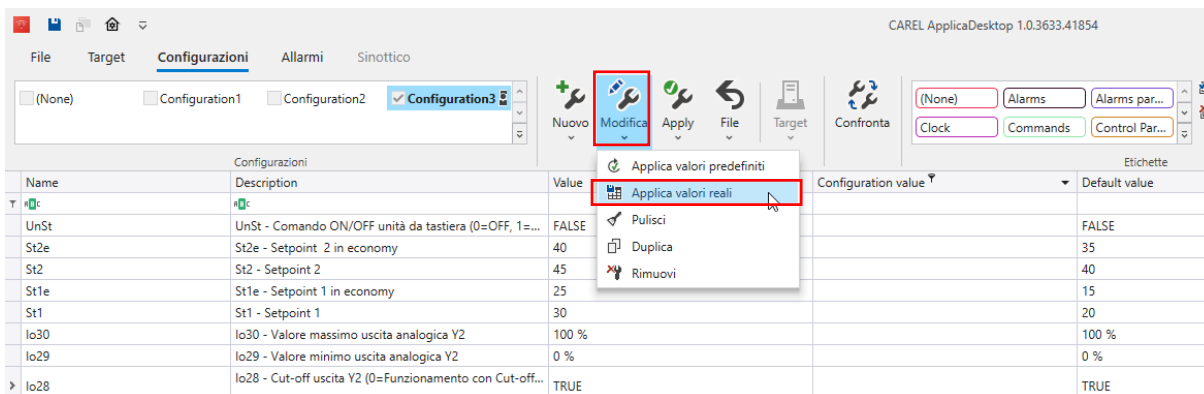 CAREL ApplicaDesktop 1.0.3633.41854
File Target Configurazioni Allarmi Sinottico
(None) Configuration1 Configuration2 Configuration3
Nuovo Modifica Apply File Target Confronta
(None) Alarms Alarms par...
Clock Commands Control Par...
Configurazioni Etichette
Applica valori predefiniti
Applica valori reali
Pulisci
Duplica
Rimuovi
Name Description Value Configuration value Default value
UnSt UnSt - Comando ON/OFF unità da tastiera (0=OFF, 1=... FALSE FALSE
St2e St2e - Setpoint 2 in economy 40 35
St2 St2 - Setpoint 2 45 40
St1e St1e - Setpoint 1 in economy 25 15
St1 St1 - Setpoint 1 30 20
Io30 Io30 - Valore massimo uscita analogica Y2 100 % 100 %
Io29 Io29 - Valore minimo uscita analogica Y2 0 % 0 %
Io28 Io28 - Cut-off uscita Y2 (0=Funzionamento con Cut-off... TRUE TRUE